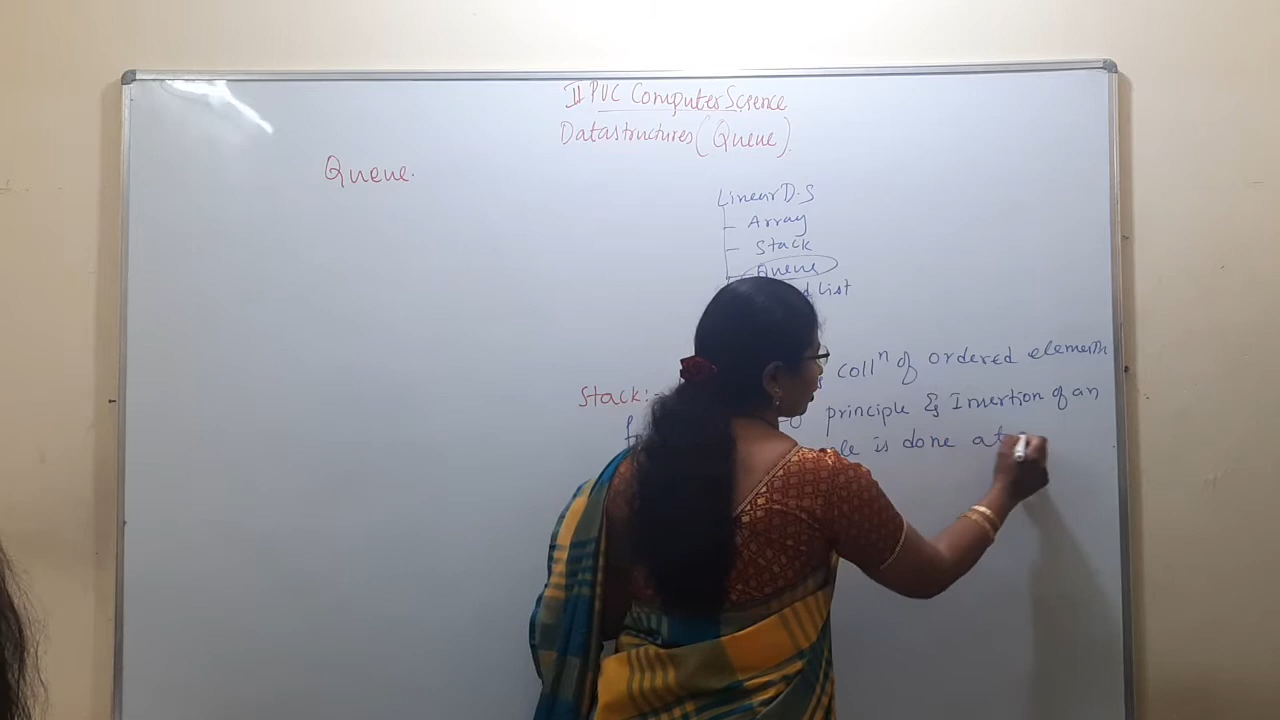 II PUC Computer Science
Datastructures (Queue)
Queue.
Linear D.S
Array
Stack
Queue
List
Stack:- colln of ordered elements
principle & Insertion of an
is done at